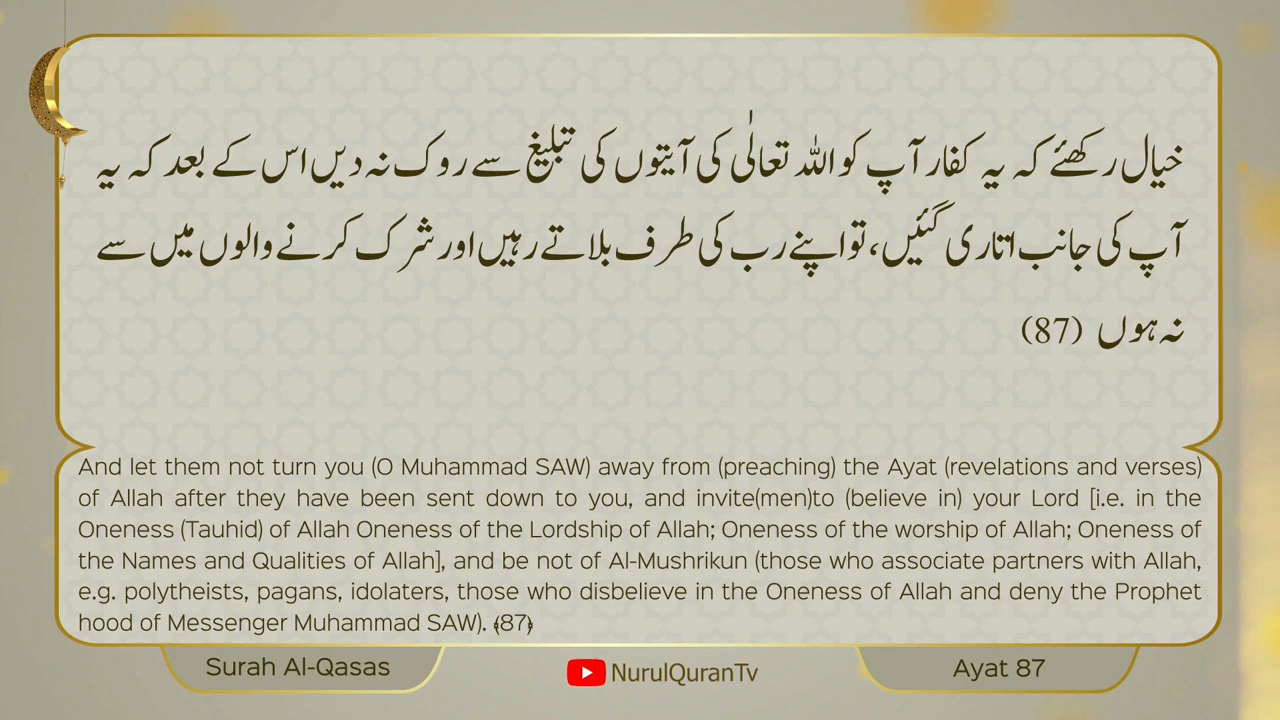 خیال رکھئے کہ یہ کفار آپ کو اللہ تعالٰی کی آیتوں کی تبلیغ سے روک نہ دیں اس کے بعد کہ یہ
آپ کی جانب اتاری گئیں، تو اپنے رب کی طرف بلاتے رہیں اور شرک کرنے والوں میں سے
نہ ہوں (87)
And let them not turn you (O Muhammad SAW) away from (preaching) the Ayat (revelations and verses)
of Allah after they have been sent down to you, and invite(men)to (believe in) your Lord [i.e. in the
Oneness (Tauhid) of Allah Oneness of the Lordship of Allah; Oneness of the worship of Allah; Oneness of
the Names and Qualities of Allah], and be not of Al-Mushrikun (those who associate partners with Allah,
e.g. polytheists, pagans, idolaters, those who disbelieve in the Oneness of Allah and deny the Prophet
hood of Messenger Muhammad SAW). ﴾87﴿
Surah Al-Qasas
NurulQuranTv
Ayat 87